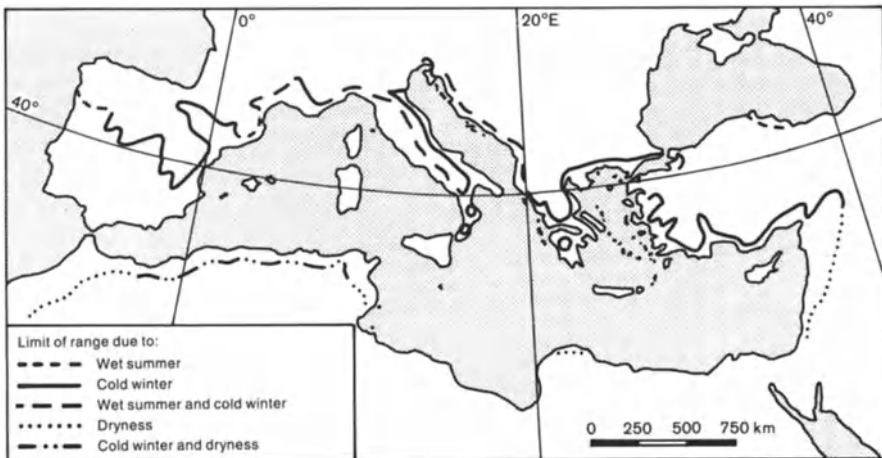 0°
20°E
40°
40°
Limit of range due to:
Wet summer
Cold winter
Wet summer and cold winter
Dryness
Cold winter and dryness
0 250 500 750 km